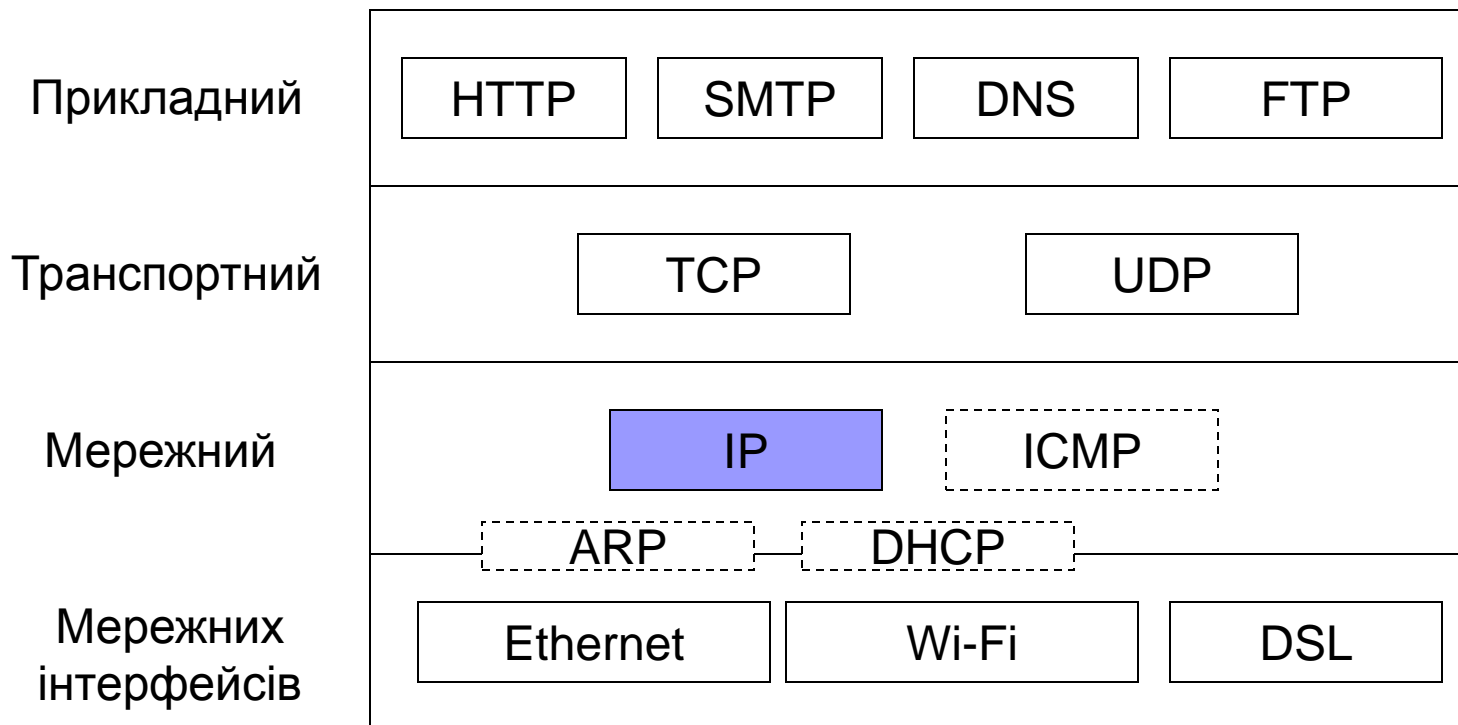 Прикладний
HTTP SMTP DNS FTP
Транспортний
TCP UDP
Мережний
IP ICMP
ARP DHCP
Мережних
інтерфейсів
Ethernet Wi-Fi DSL